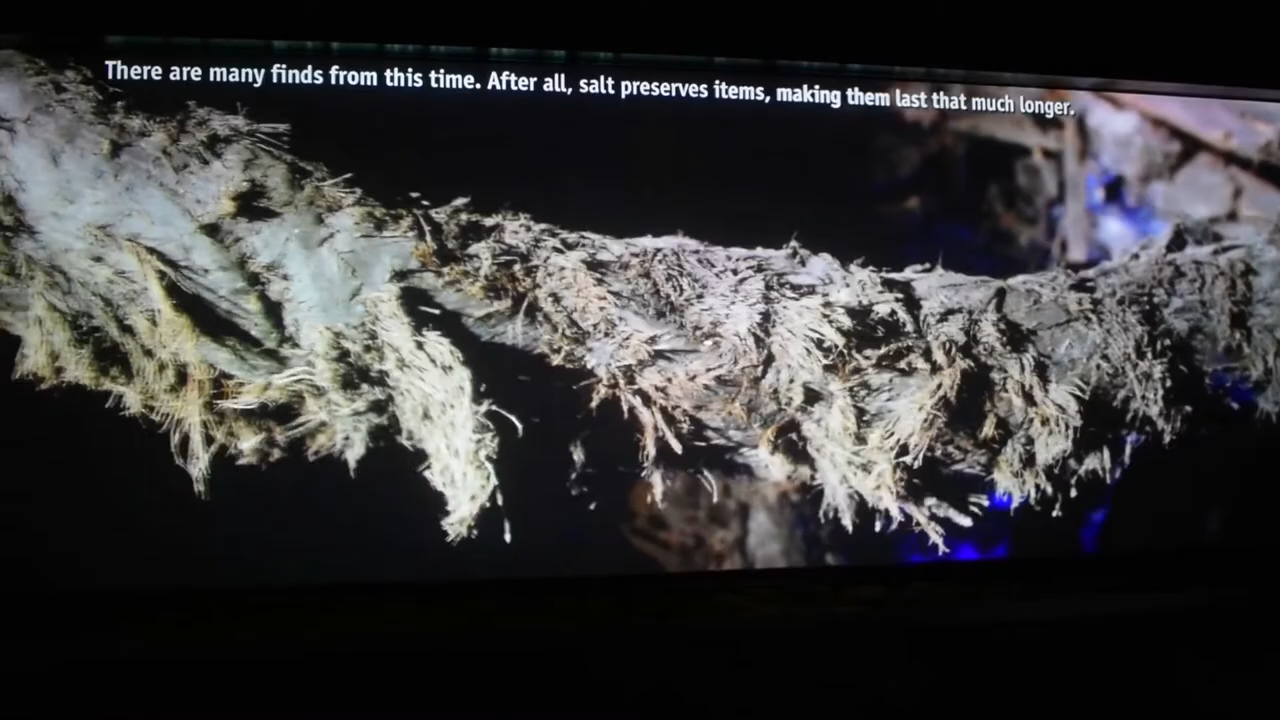 There are many finds from this time. After all, salt preserves items, making them last that much longer.